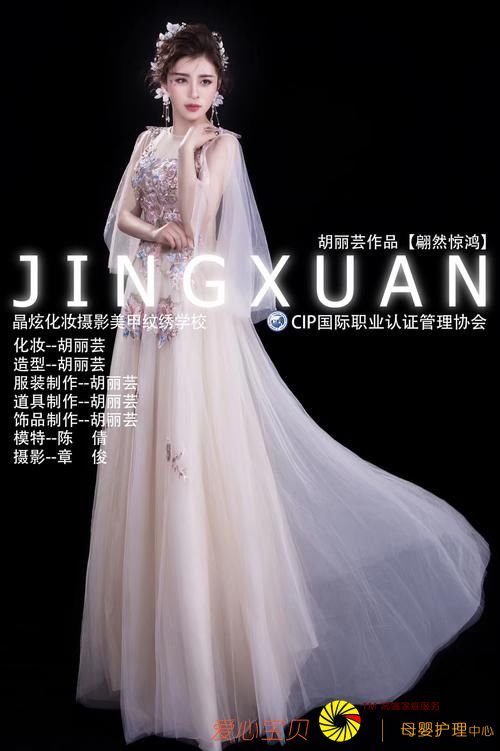 胡丽芸作品【翩然惊鸿】
JINGXUAN
晶炫化妆摄影美甲纹绣学校
CIP国际职业认证管理协会
化妆--胡丽芸
造型--胡丽芸
服装制作--胡丽芸
道具制作--胡丽芸
饰品制作--胡丽芸
模特--陈 倩
摄影--章 俊
爱心宝贝
母婴护理中心